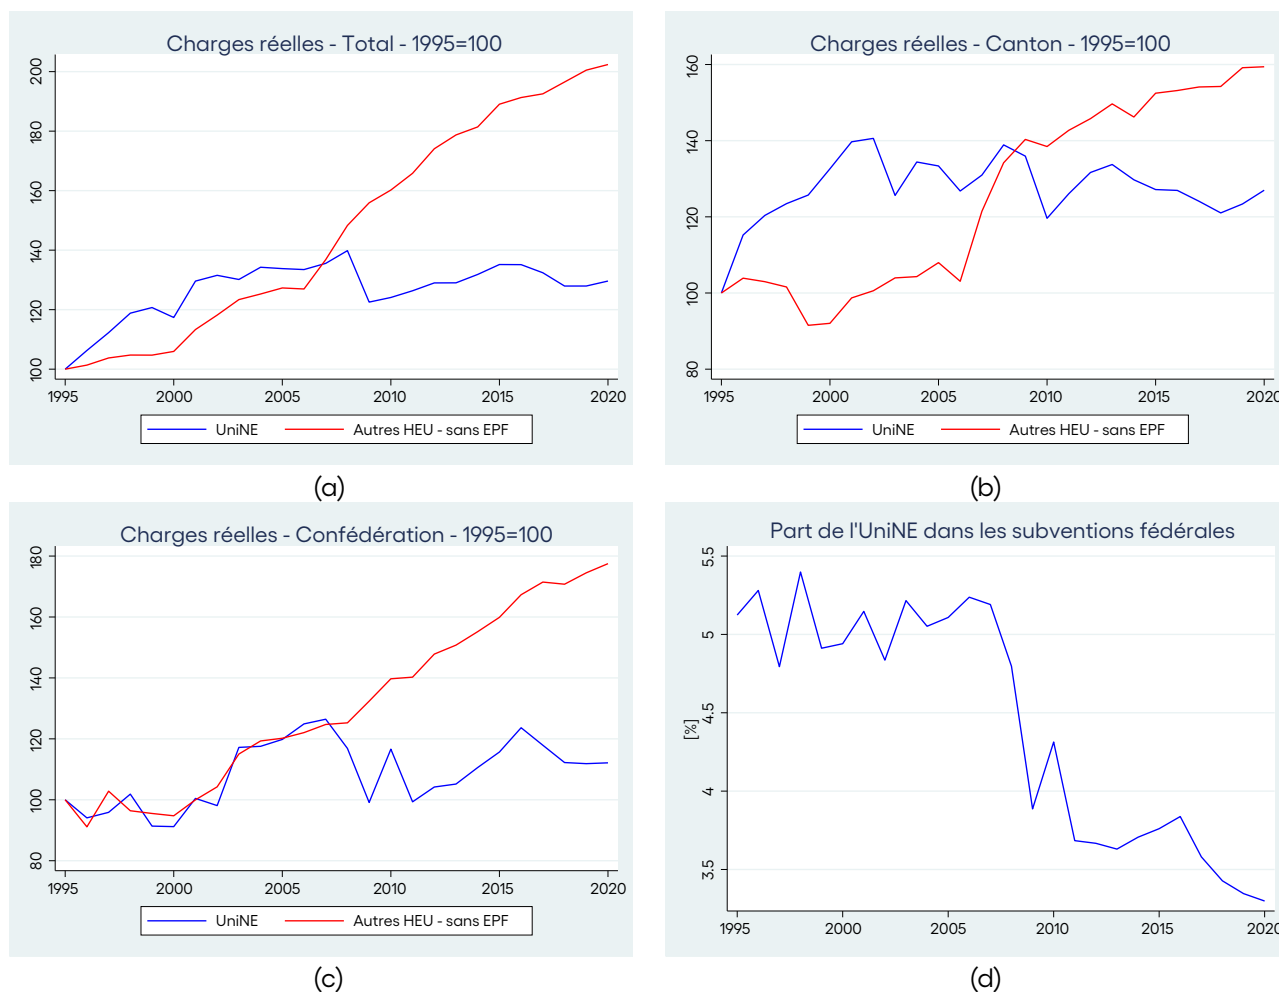 Charges réelles - Total - 1995=100
200
180
160
140
120
100
1995 2000 2005 2010 2015 2020
UniNE Autres HEU - sans EPF
(a)
Charges réelles - Canton - 1995=100
160
140
120
100
80
1995 2000 2005 2010 2015 2020
UniNE Autres HEU - sans EPF
(b)
Charges réelles - Confédération - 1995=100
180
160
140
120
100
80
1995 2000 2005 2010 2015 2020
UniNE Autres HEU - sans EPF
(c)
Part de l'UniNE dans les subventions fédérales
[%]
5.5
5
4.5
4
3.5
1995 2000 2005 2010 2015 2020
(d)